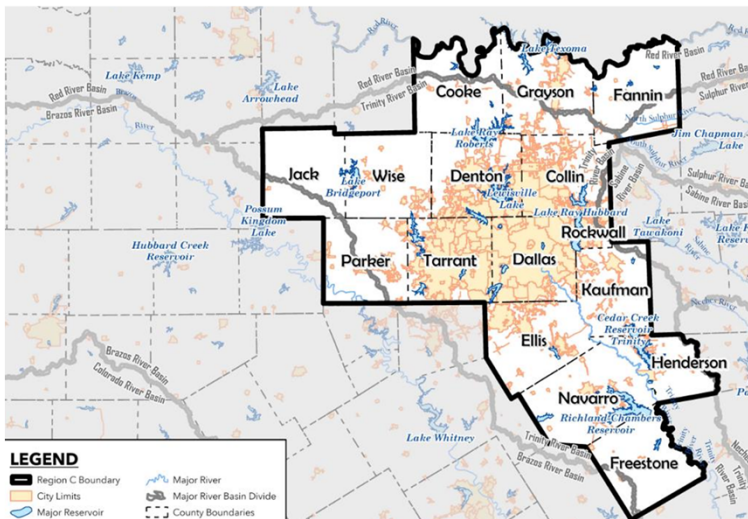 Red River
Lake Texoma
Red River Basin
Red River Basin
Trinity River Basin
Lake Kemp
Lake
Arrowhead
Red River Basin
Brazos River Basin
Cooke
Grayson
Fannin
Red River Basin
Sulphur River Basin
North Sulphur River
South Sulphur River
Jim Chapman
Lake
Lake Ray
Roberts
Jack
Wise
Lake
Bridgeport
Denton
Lewisville
Lake
Collin
Trinity
River Basin
Sabine
River Basin
Sulphur River Basin
Sabine River Basin
Possum
Kingdom
Lake
Lake Ray Hubbard
Rockwall
Lake
Tawakoni
Hubbard Creek
Reservoir
Parker
Tarrant
Dallas
Kaufman
Cedar Creek
Reservoir
Trinity
Ellis
Henderson
Brazos River Basin
Colorado River Basin
Navarro
Richland-Chambers
Reservoir
Lake Whitney
Trinity River Basin
Brazos River Basin
Freestone
LEGEND
Region C Boundary
City Limits
Major Reservoir
Major River
Major River Basin Divide
County Boundaries